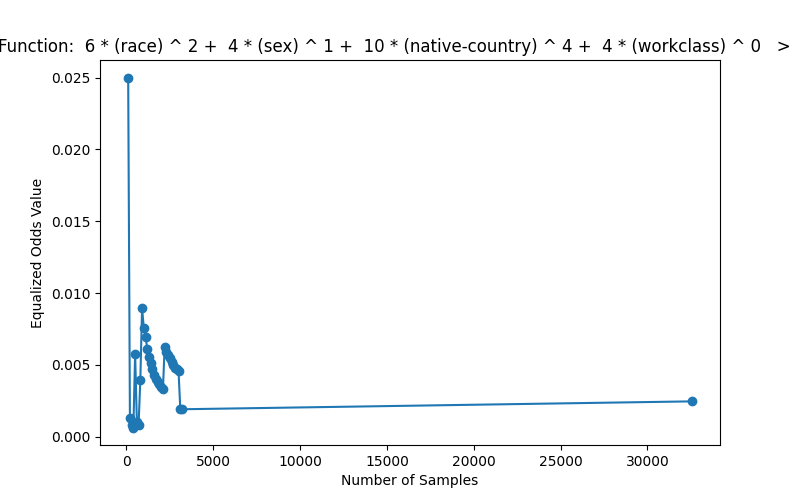 Function:  6 * (race) ^ 2 +  4 * (sex) ^ 1 +  10 * (native-country) ^ 4 +  4 * (workclass) ^ 0   >
0.025
0.020
0.015
0.010
0.005
0.000
Equalized Odds Value
0 5000 10000 15000 20000 25000 30000
Number of Samples